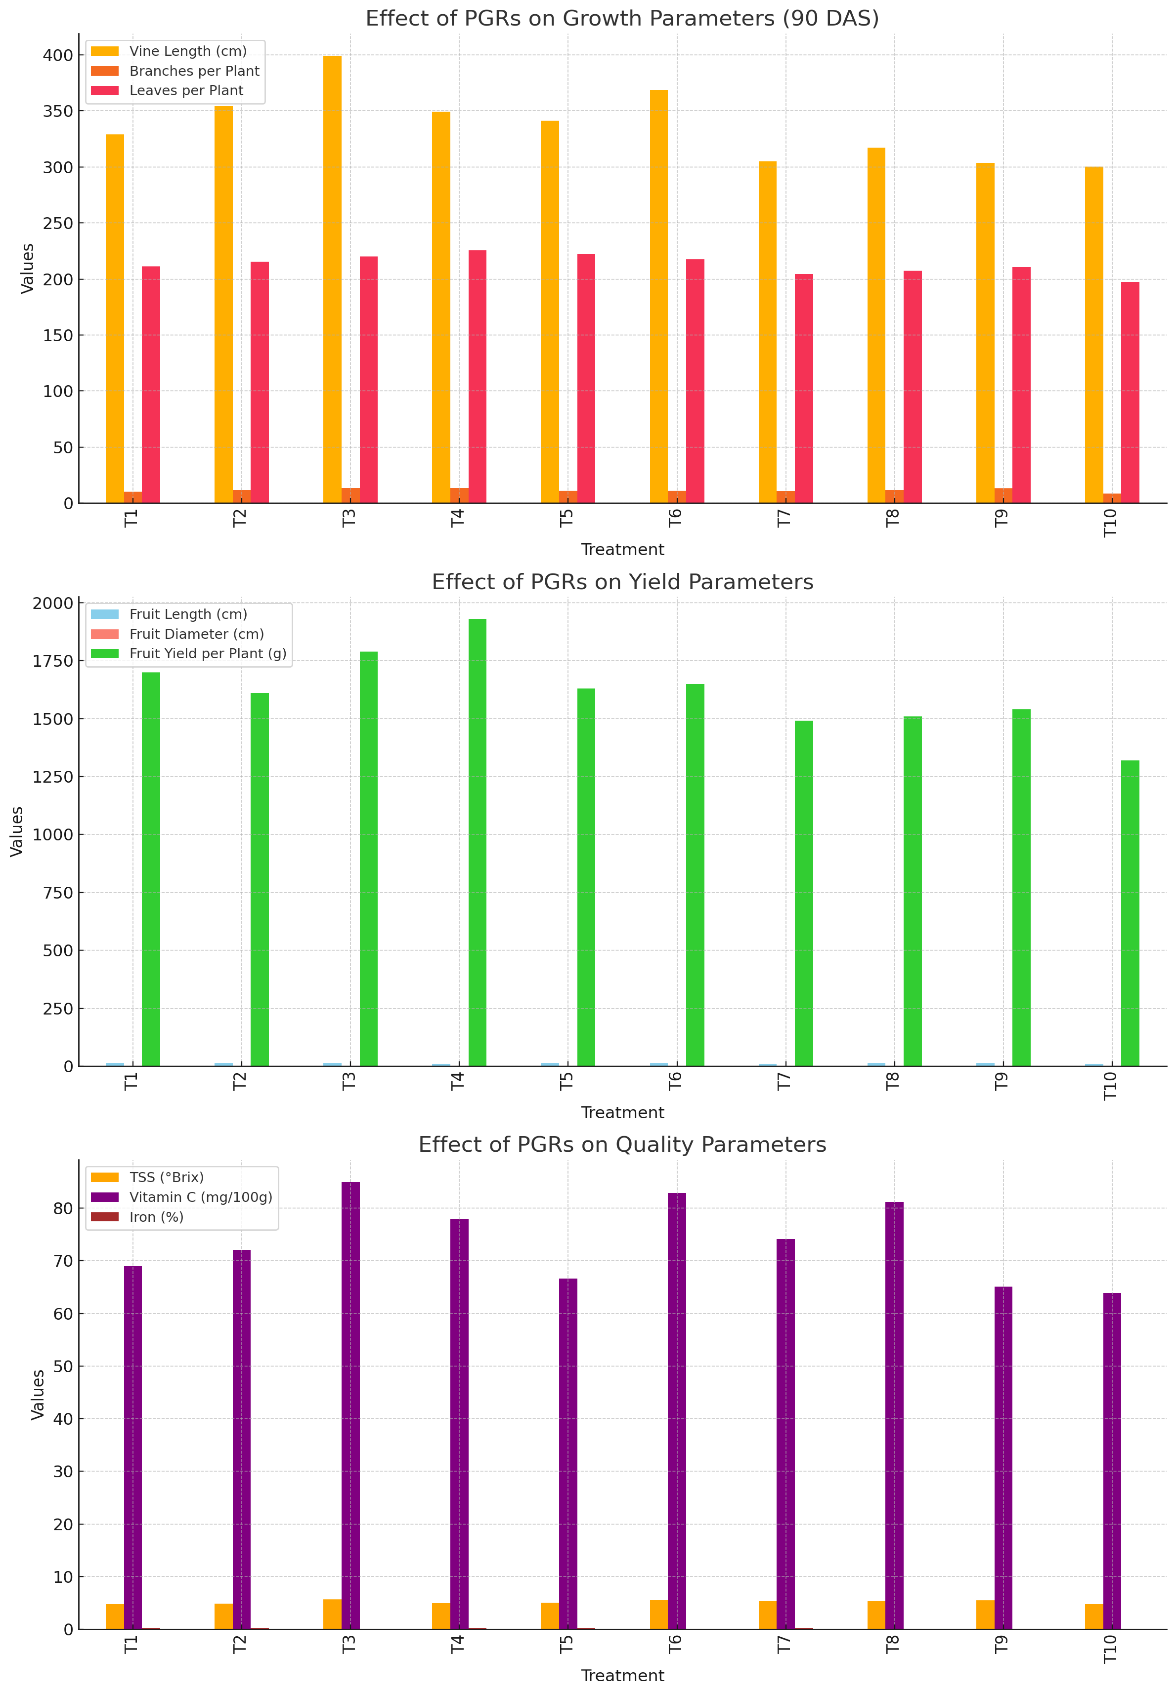 Effect of PGRs on Growth Parameters (90 DAS)
Vine Length (cm)
Branches per Plant
Leaves per Plant
400
350
300
250
200
150
100
50
0
Values
T1 T2 T3 T4 T5 T6 T7 T8 T9 T10
Treatment
Effect of PGRs on Yield Parameters
Fruit Length (cm)
Fruit Diameter (cm)
Fruit Yield per Plant (g)
2000
1750
1500
1250
1000
750
500
250
0
Values
T1 T2 T3 T4 T5 T6 T7 T8 T9 T10
Treatment
Effect of PGRs on Quality Parameters
TSS (°Brix)
Vitamin C (mg/100g)
Iron (%)
80
70
60
50
40
30
20
10
0
Values
T1 T2 T3 T4 T5 T6 T7 T8 T9 T10
Treatment